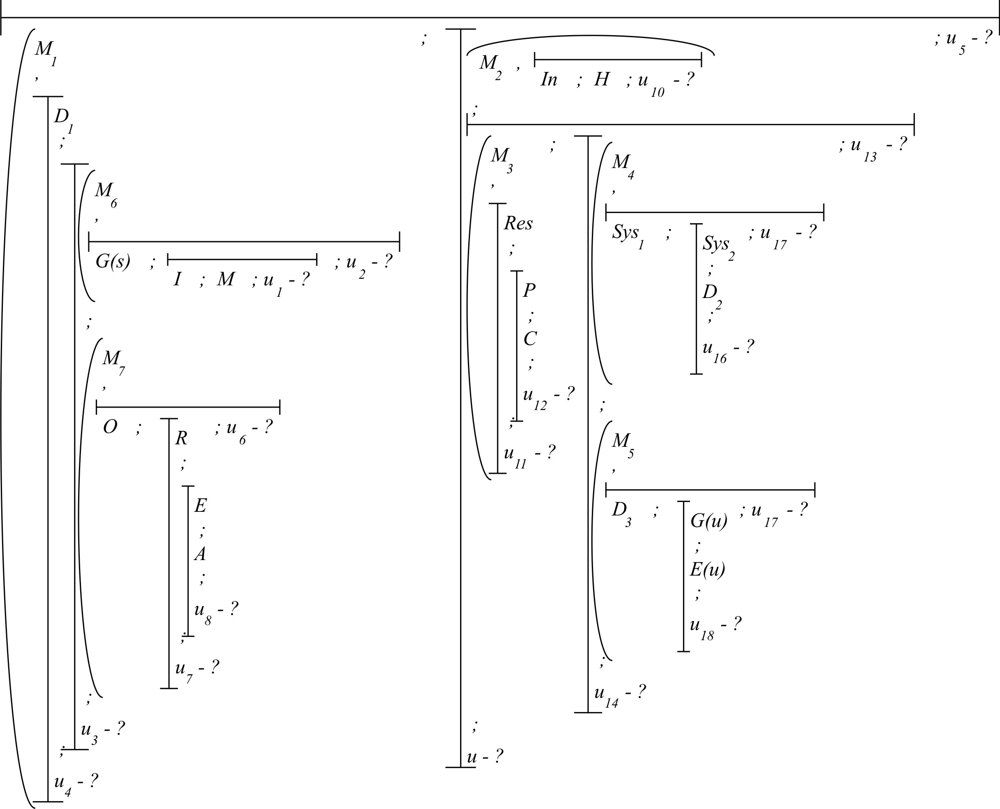 M1
,
D1
;
M6
,
G(s) ; I ; M ; u1 - ? ; u2 - ?
;
M7
,
O ; R ; u6 - ?
;
E
;
A
;
u8 - ?
;
u7 - ?
;
u3 - ?
;
u4 - ?
;
M2 , In ; H ; u10 - ?
;
M3
,
Res
;
P
;
C
;
u12 - ?
;
u11 - ?
;
M4
,
Sys1 ; Sys2 ; u17 - ?
;
D2
;
u16 - ?
;
M5
,
D3 ; G(u) ; u17 - ?
;
E(u)
;
u18 - ?
;
u14 - ?
; u13 - ?
;
u - ?
; u5 - ?